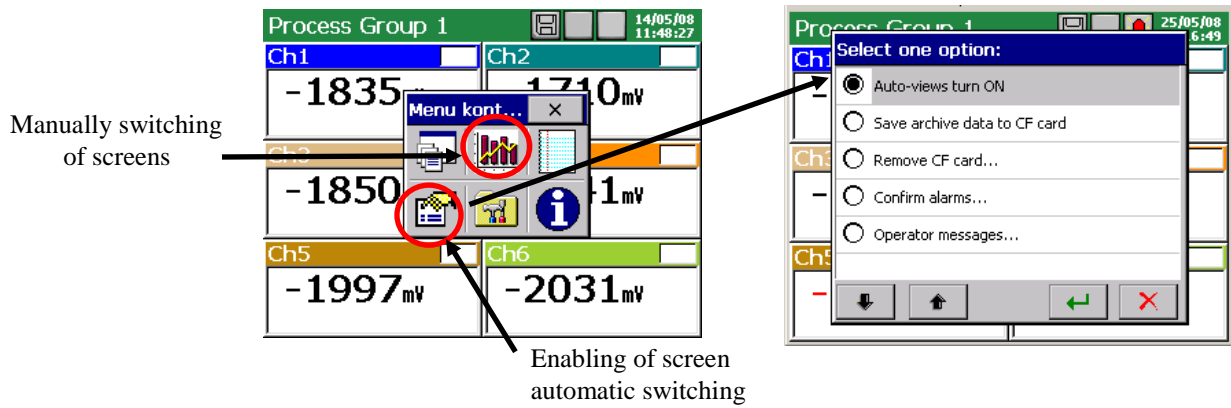 Process Group 1
14/05/08
11:48:27
Ch1
Ch2
-1835
1710mV
Menu kont...
Ch3
-1850
41mV
Ch5
Ch6
-1997mV
-2031mV
Manually switching
of screens
Enabling of screen
automatic switching
Process Group 1
25/05/08
6:49
Select one option:
Auto-views turn ON
Save archive data to CF card
Remove CF card...
Confirm alarms...
Operator messages...
Ch1
Ch3
Ch5